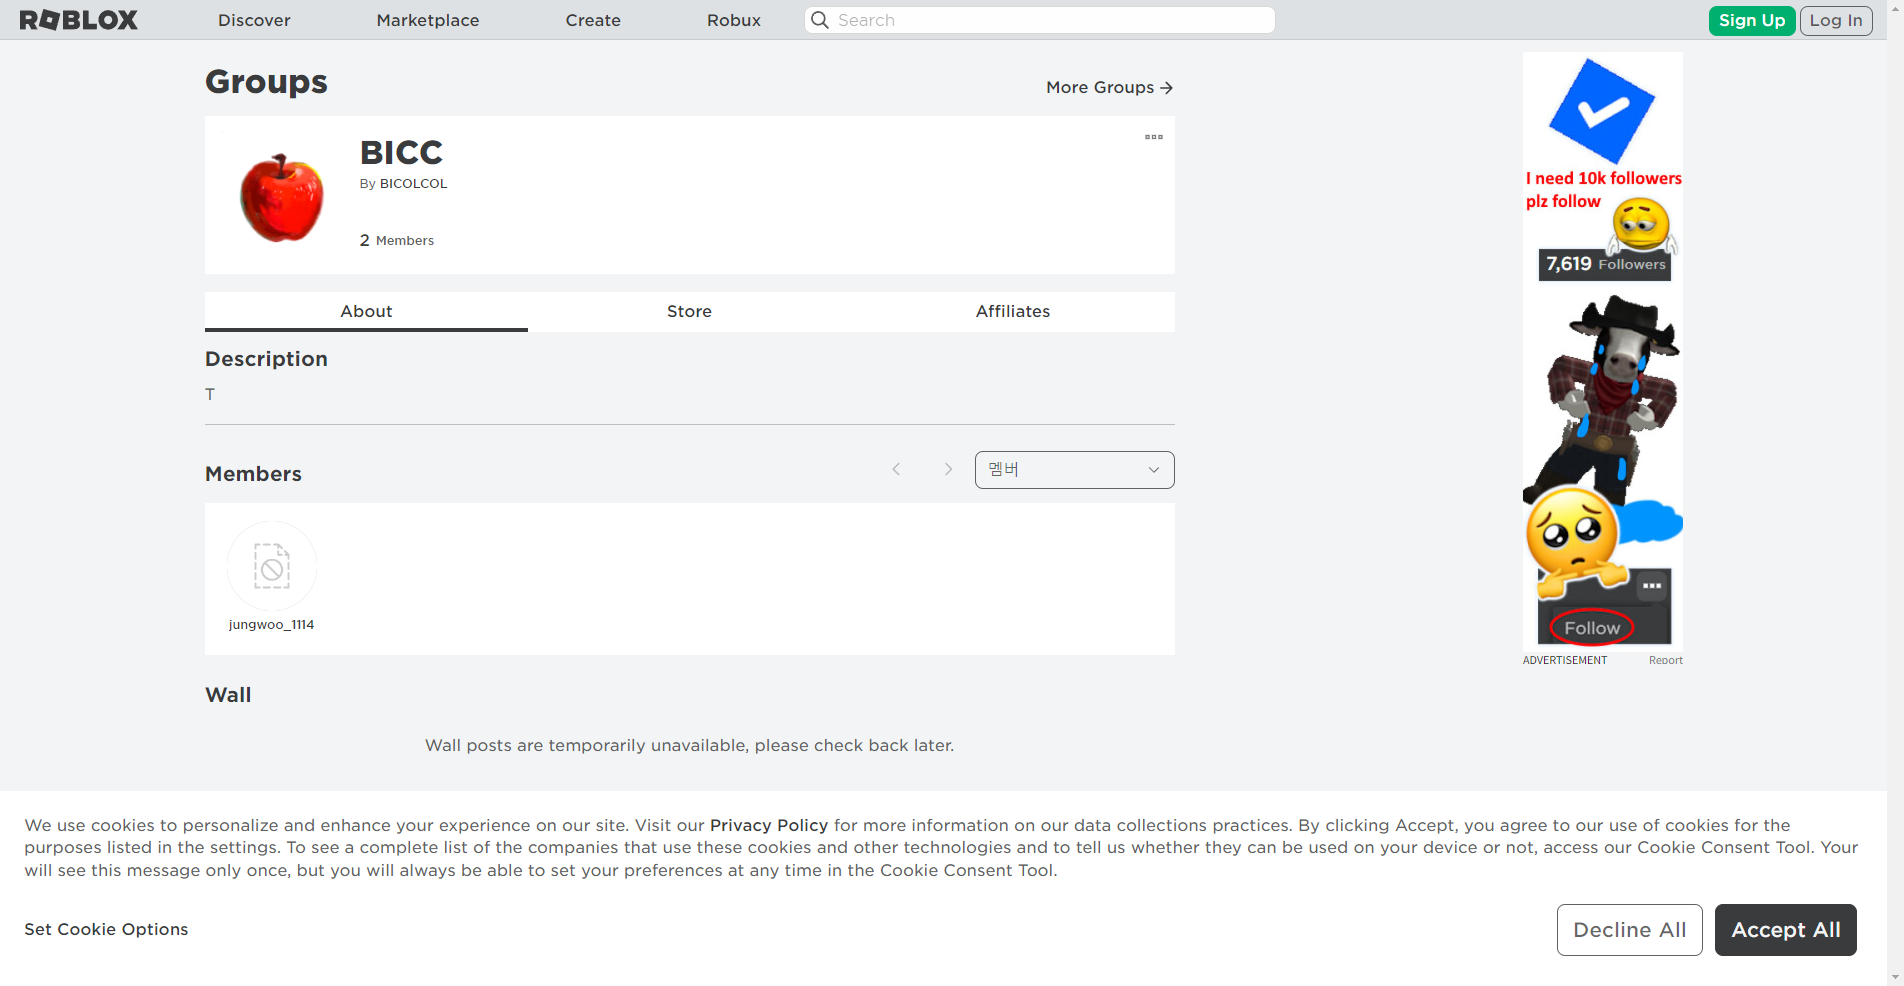 ROBLOX
Discover
Marketplace
Create
Robux
Search
Sign Up
Log In
Groups
More Groups
BICC
By BICOLCOL
2 Members
About
Store
Affiliates
Description
T
Members
멤버
jungwoo_1114
Wall
Wall posts are temporarily unavailable, please check back later.
I need 10k followers
plz follow
7,619 Followers
Follow
ADVERTISEMENT
Report
We use cookies to personalize and enhance your experience on our site. Visit our Privacy Policy for more information on our data collections practices. By clicking Accept, you agree to our use of cookies for the
purposes listed in the settings. To see a complete list of the companies that use these cookies and other technologies and to tell us whether they can be used on your device or not, access our Cookie Consent Tool. Your
will see this message only once, but you will always be able to set your preferences at any time in the Cookie Consent Tool.
Set Cookie Options
Decline All
Accept All